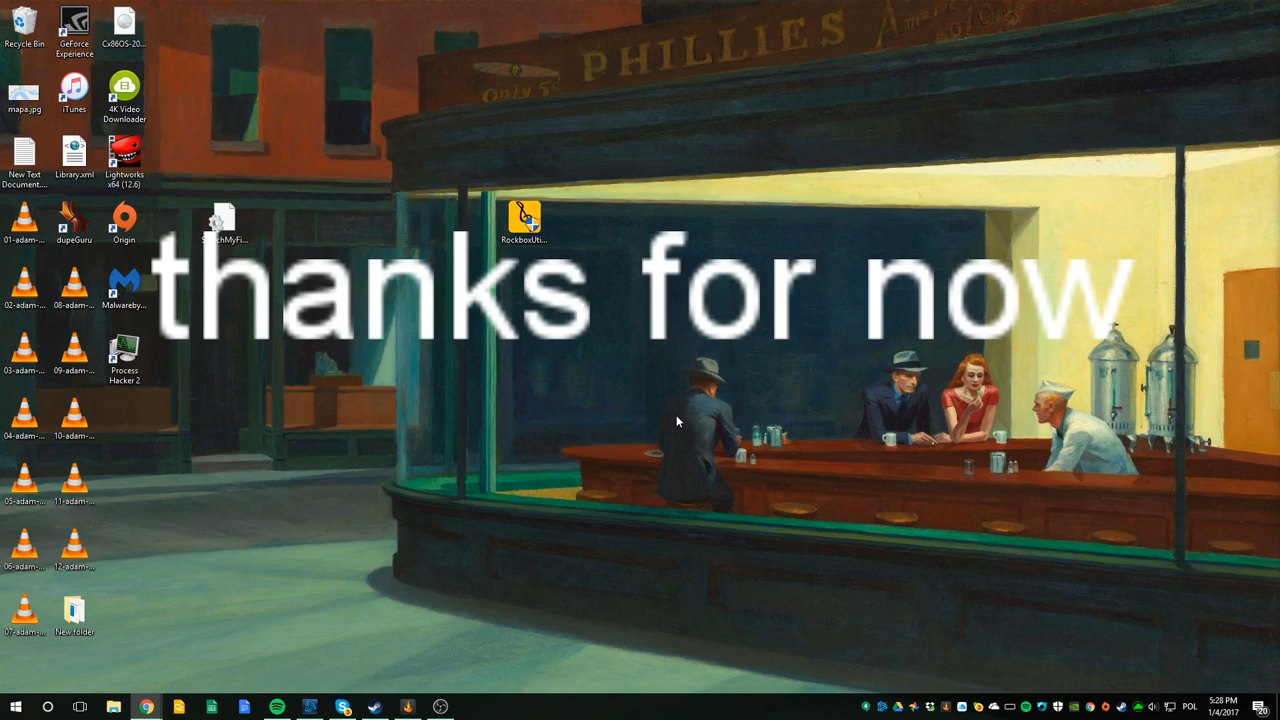 PHILLiES
Only 5¢
thanks for now
Recycle Bin
GeForce Experience
Cx86OS-20...
mapa.jpg
iTunes
4K Video Downloader
New Text Document....
Library.xml
Lightworks x64 (12.6)
01-adam-...
dupeGuru
Origin
RockboxUti...
02-adam-...
08-adam-...
Malwareby...
03-adam-...
09-adam-...
Process Hacker 2
04-adam-...
10-adam-...
05-adam-...
11-adam-...
06-adam-...
12-adam-...
07-adam-...
New folder
POL
5:28 PM
1/4/2017
20